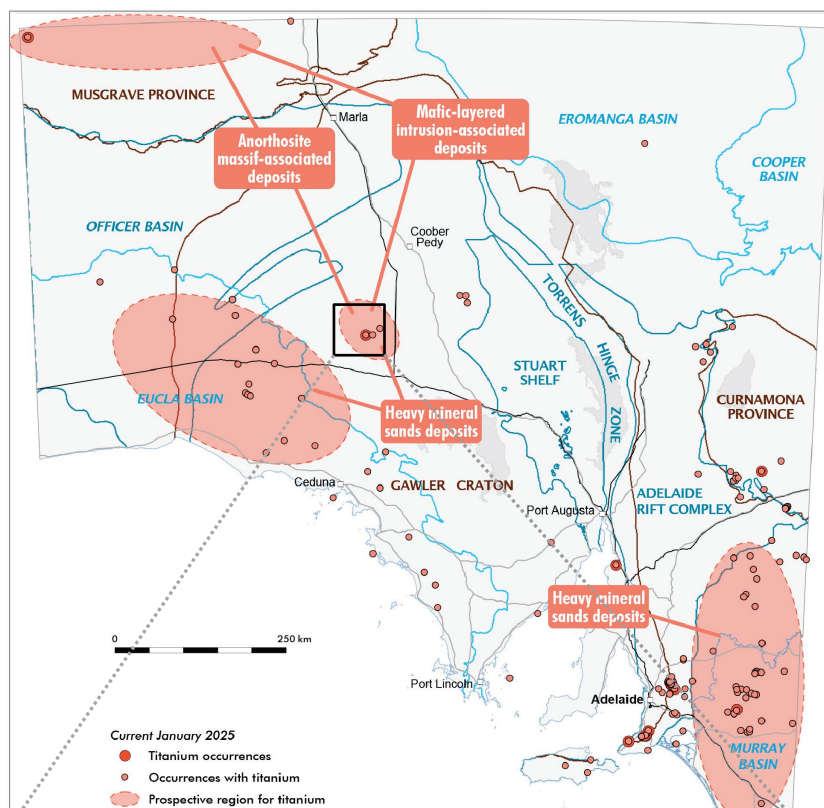 MUSGRAVE PROVINCE
Marla
Anorthosite
massif-associated
deposits
Mafic-layered
intrusion-associated
deposits
EROMANGA BASIN
COOPER
BASIN
OFFICER BASIN
Coober
Pedy
TORRENS
HINGE
ZONE
STUART
SHELF
EUCLA BASIN
Heavy mineral
sands deposits
CURNAMONA
PROVINCE
Ceduna
GAWLER CRATON
Port Augusta
ADELAIDE
RIFT COMPLEX
Heavy mineral
sands deposits
0 250 km
Port Lincoln
Adelaide
MURRAY
BASIN
Current January 2025
Titanium occurrences
Occurrences with titanium
Prospective region for titanium